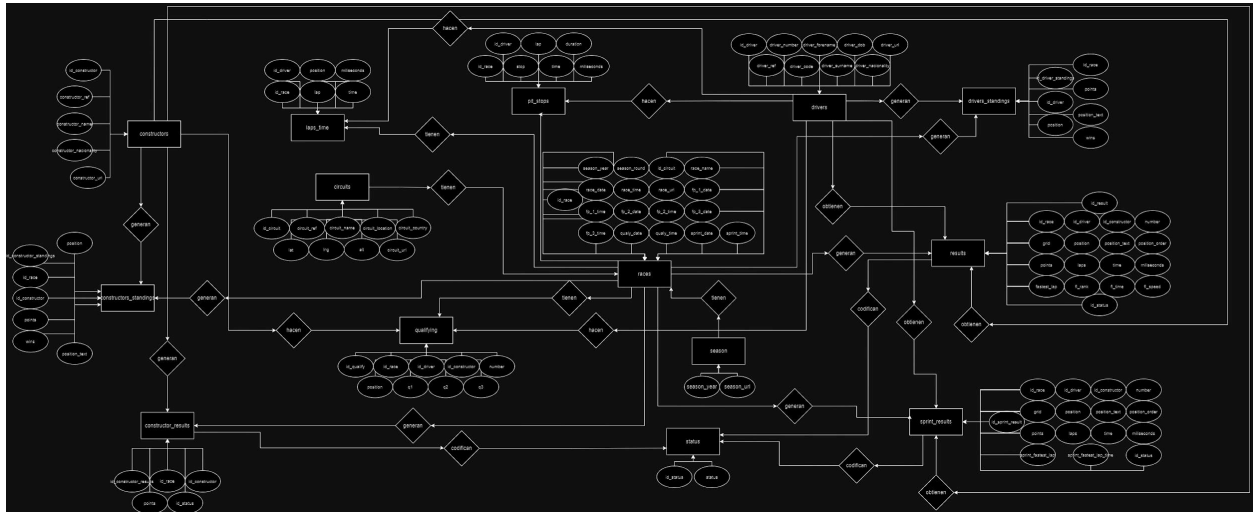 hacen
id_driver
lap
duration
id_race
stop
time
miliseconds
pit_stops
id_driver
driver_number
driver_forename
driver_dob
driver_url
driver_ref
driver_code
driver_surname
driver_nacionality
drivers
hacen
generan
drivers_standings
id_race
id_driver_standings
points
id_driver
position_text
position
wins
id_driver
position
miliseconds
id_race
lap
time
laps_time
tienen
generan
id_constructor
constructor_ref
constructor_name
constructor_nacionality
constructor_url
constructors
generan
circuits
tienen
id_circuit
circuit_ref
circuit_name
circuit_location
circuit_country
lat
lng
alt
circuit_url
season_year
season_round
id_circuit
race_name
race_date
race_time
race_url
fp_1_date
id_race
fp_1_time
fp_2_date
fp_2_time
fp_3_date
fp_3_time
qualy_date
qualy_time
sprint_date
sprint_time
races
obtienen
generan
results
id_result
id_race
id_driver
id_constructor
number
grid
position
position_text
position_order
points
laps
time
miliseconds
fastest_lap
fl_rank
fl_time
fl_speed
id_status
position
id_constructor_standings
id_race
id_constructor
points
wins
position_text
constructors_standings
generan
tienen
tienen
codifican
obtienen
obtienen
hacen
qualifying
hacen
id_qualify
id_race
id_driver
id_constructor
number
position
q1
q2
q3
season
season_year
season_url
generan
constructor_results
generan
codifican
id_constructor_results
id_race
id_constructor
points
id_status
status
id_status
status
generan
codifican
sprint_results
obtienen
id_race
id_driver
id_constructor
number
grid
position
position_text
position_order
id_sprint_result
points
laps
time
miliseconds
sprint_fastest_lap
sprint_fastest_lap_time
id_status